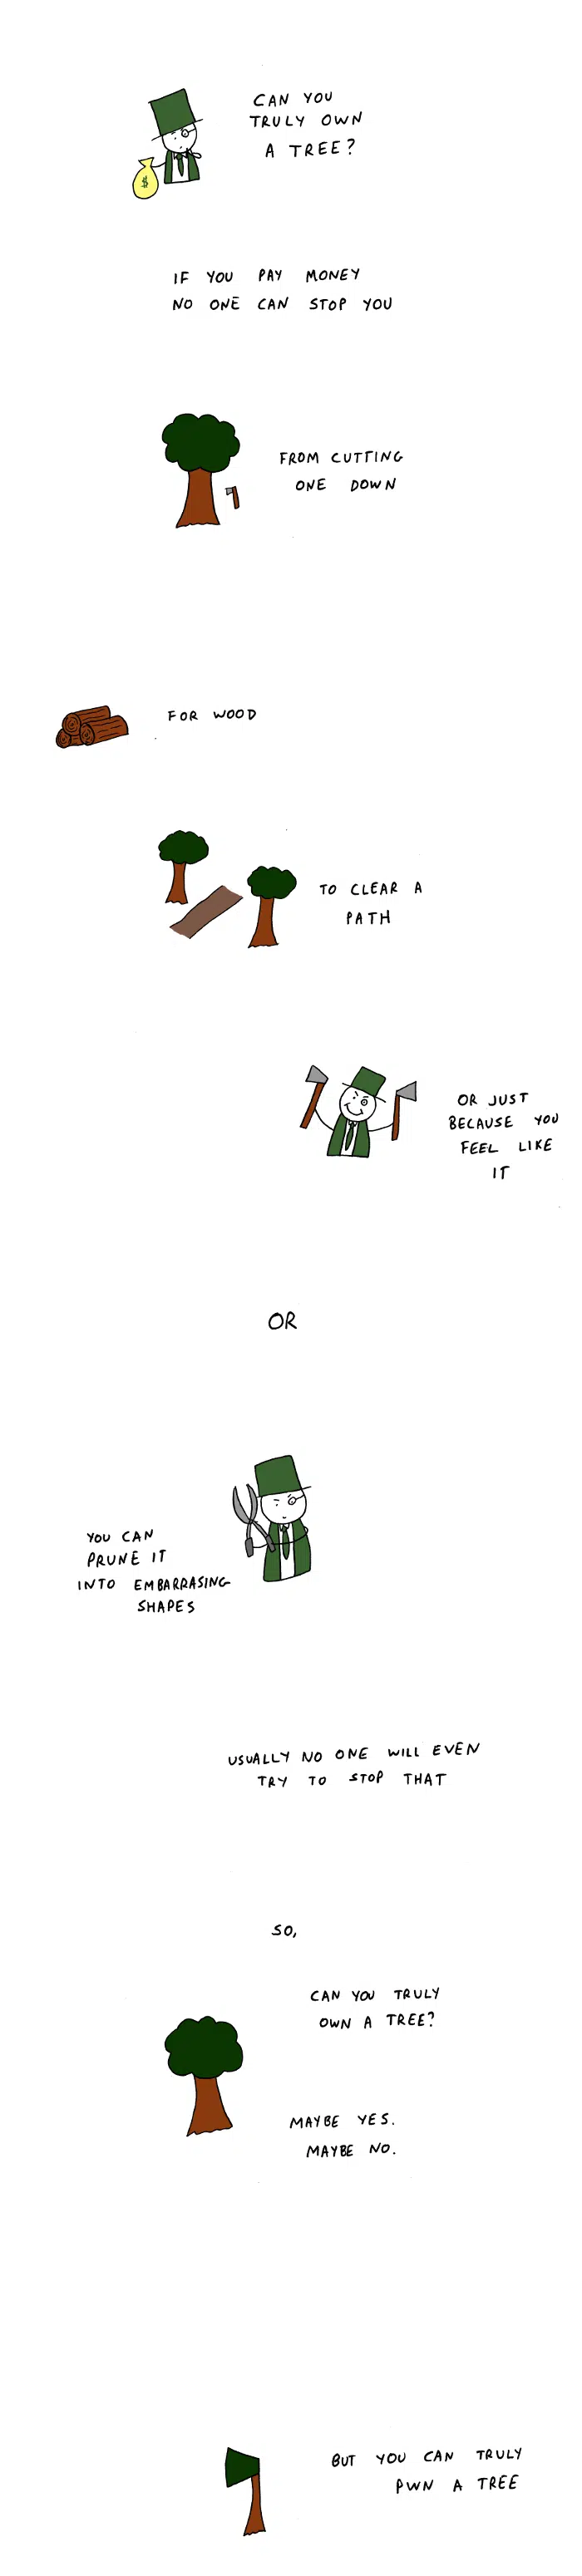 CAN YOU
TRULY OWN
A TREE?
$
IF YOU PAY MONEY
NO ONE CAN STOP YOU
FROM CUTTING
ONE DOWN
FOR WOOD
TO CLEAR A
PATH
OR JUST
BECAUSE YOU
FEEL LIKE
IT
OR
YOU CAN
PRUNE IT
INTO EMBARRASING
SHAPES
USUALLY NO ONE WILL EVEN
TRY TO STOP THAT
SO,
CAN YOU TRULY
OWN A TREE?
MAYBE YES.
MAYBE NO.
BUT YOU CAN TRULY
PWN A TREE